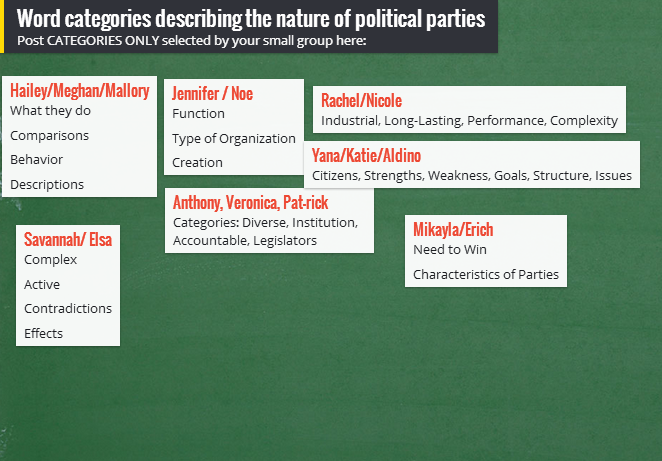 Word categories describing the nature of political parties
Post CATEGORIES ONLY selected by your small group here:
Hailey/Meghan/Mallory
What they do
Comparisons
Behavior
Descriptions
Jennifer / Noe
Function
Type of Organization
Creation
Rachel/Nicole
Industrial, Long-Lasting, Performance, Complexity
Yana/Katie/Aldino
Citizens, Strengths, Weakness, Goals, Structure, Issues
Anthony, Veronica, Pat-rick
Categories: Diverse, Institution,
Accountable, Legislators
Savannah/ Elsa
Complex
Active
Contradictions
Effects
Mikayla/Erich
Need to Win
Characteristics of Parties